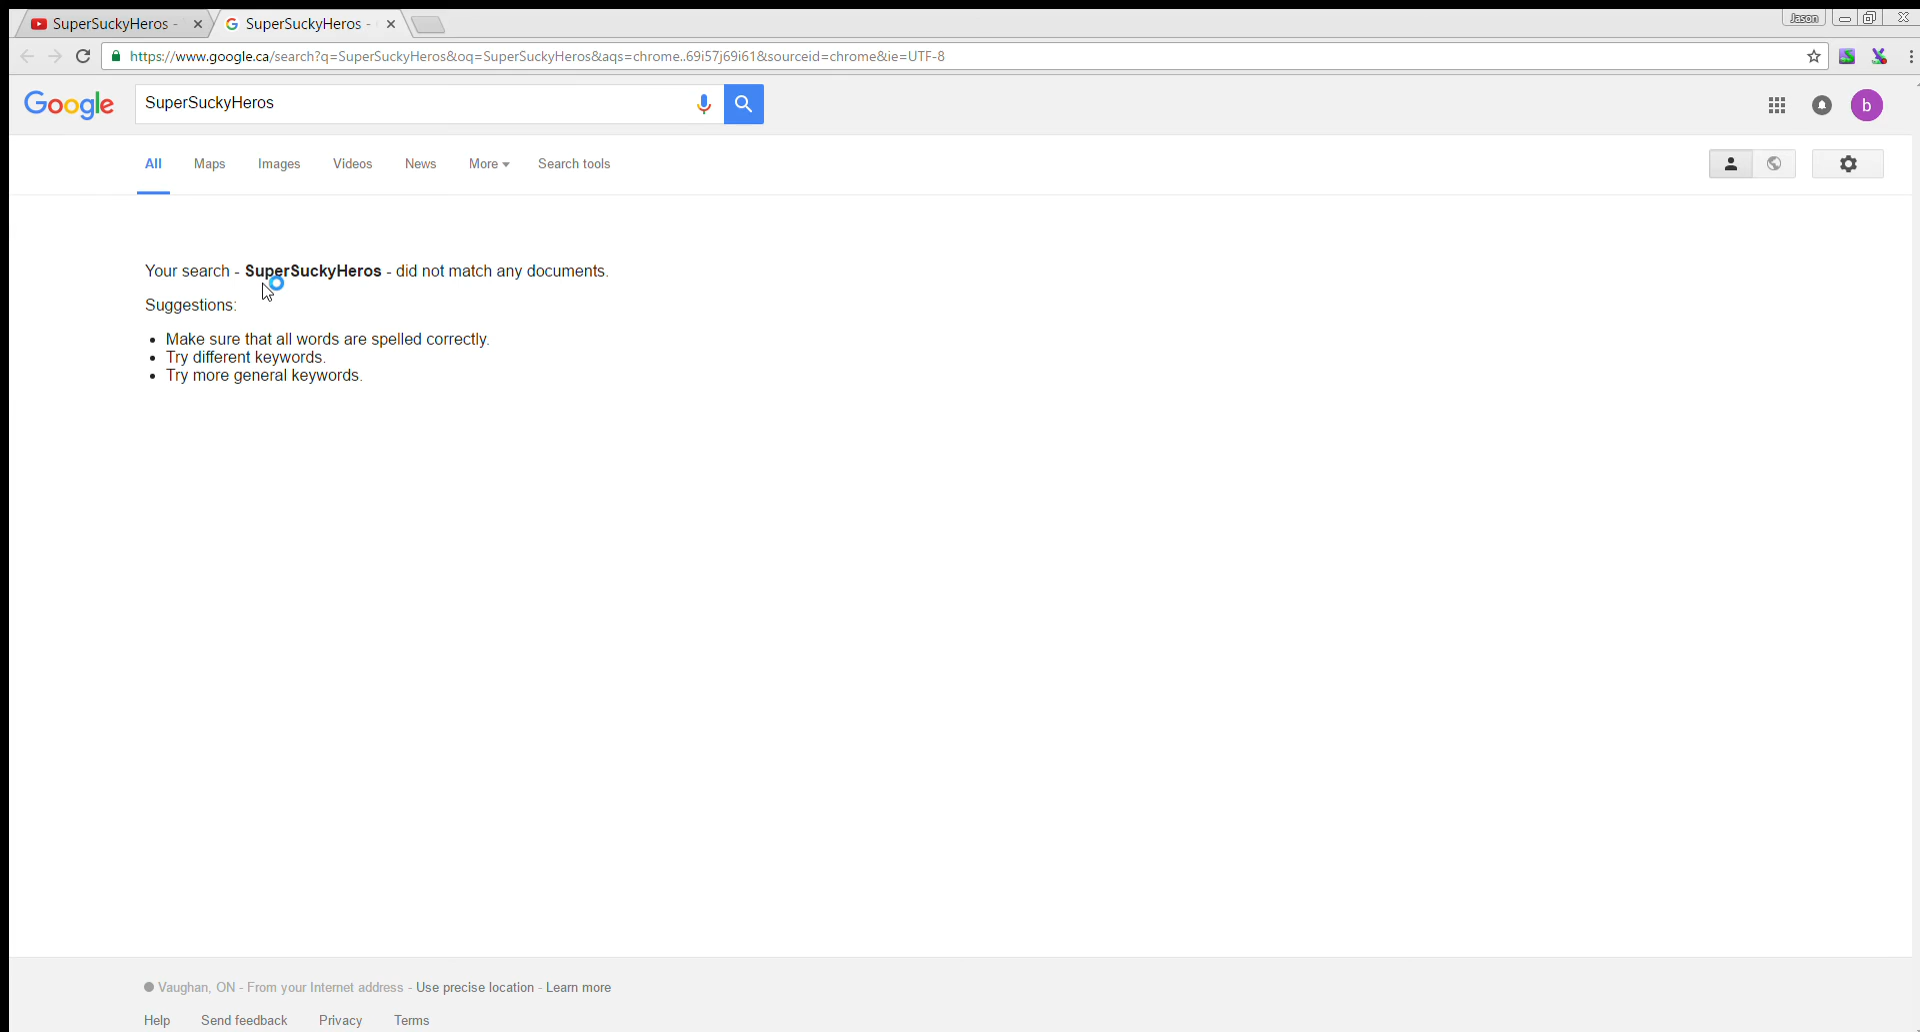 SuperSuckyHeros -
SuperSuckyHeros -
Jason
https://www.google.ca/search?q=SuperSuckyHeros&oq=SuperSuckyHeros&aqs=chrome..69i57j69i61&sourceid=chrome&ie=UTF-8
Google
SuperSuckyHeros
b
All Maps Images Videos News More Search tools
Your search - SuperSuckyHeros - did not match any documents.
Suggestions:
Make sure that all words are spelled correctly.
Try different keywords.
Try more general keywords.
Vaughan, ON - From your Internet address - Use precise location - Learn more
Help Send feedback Privacy Terms